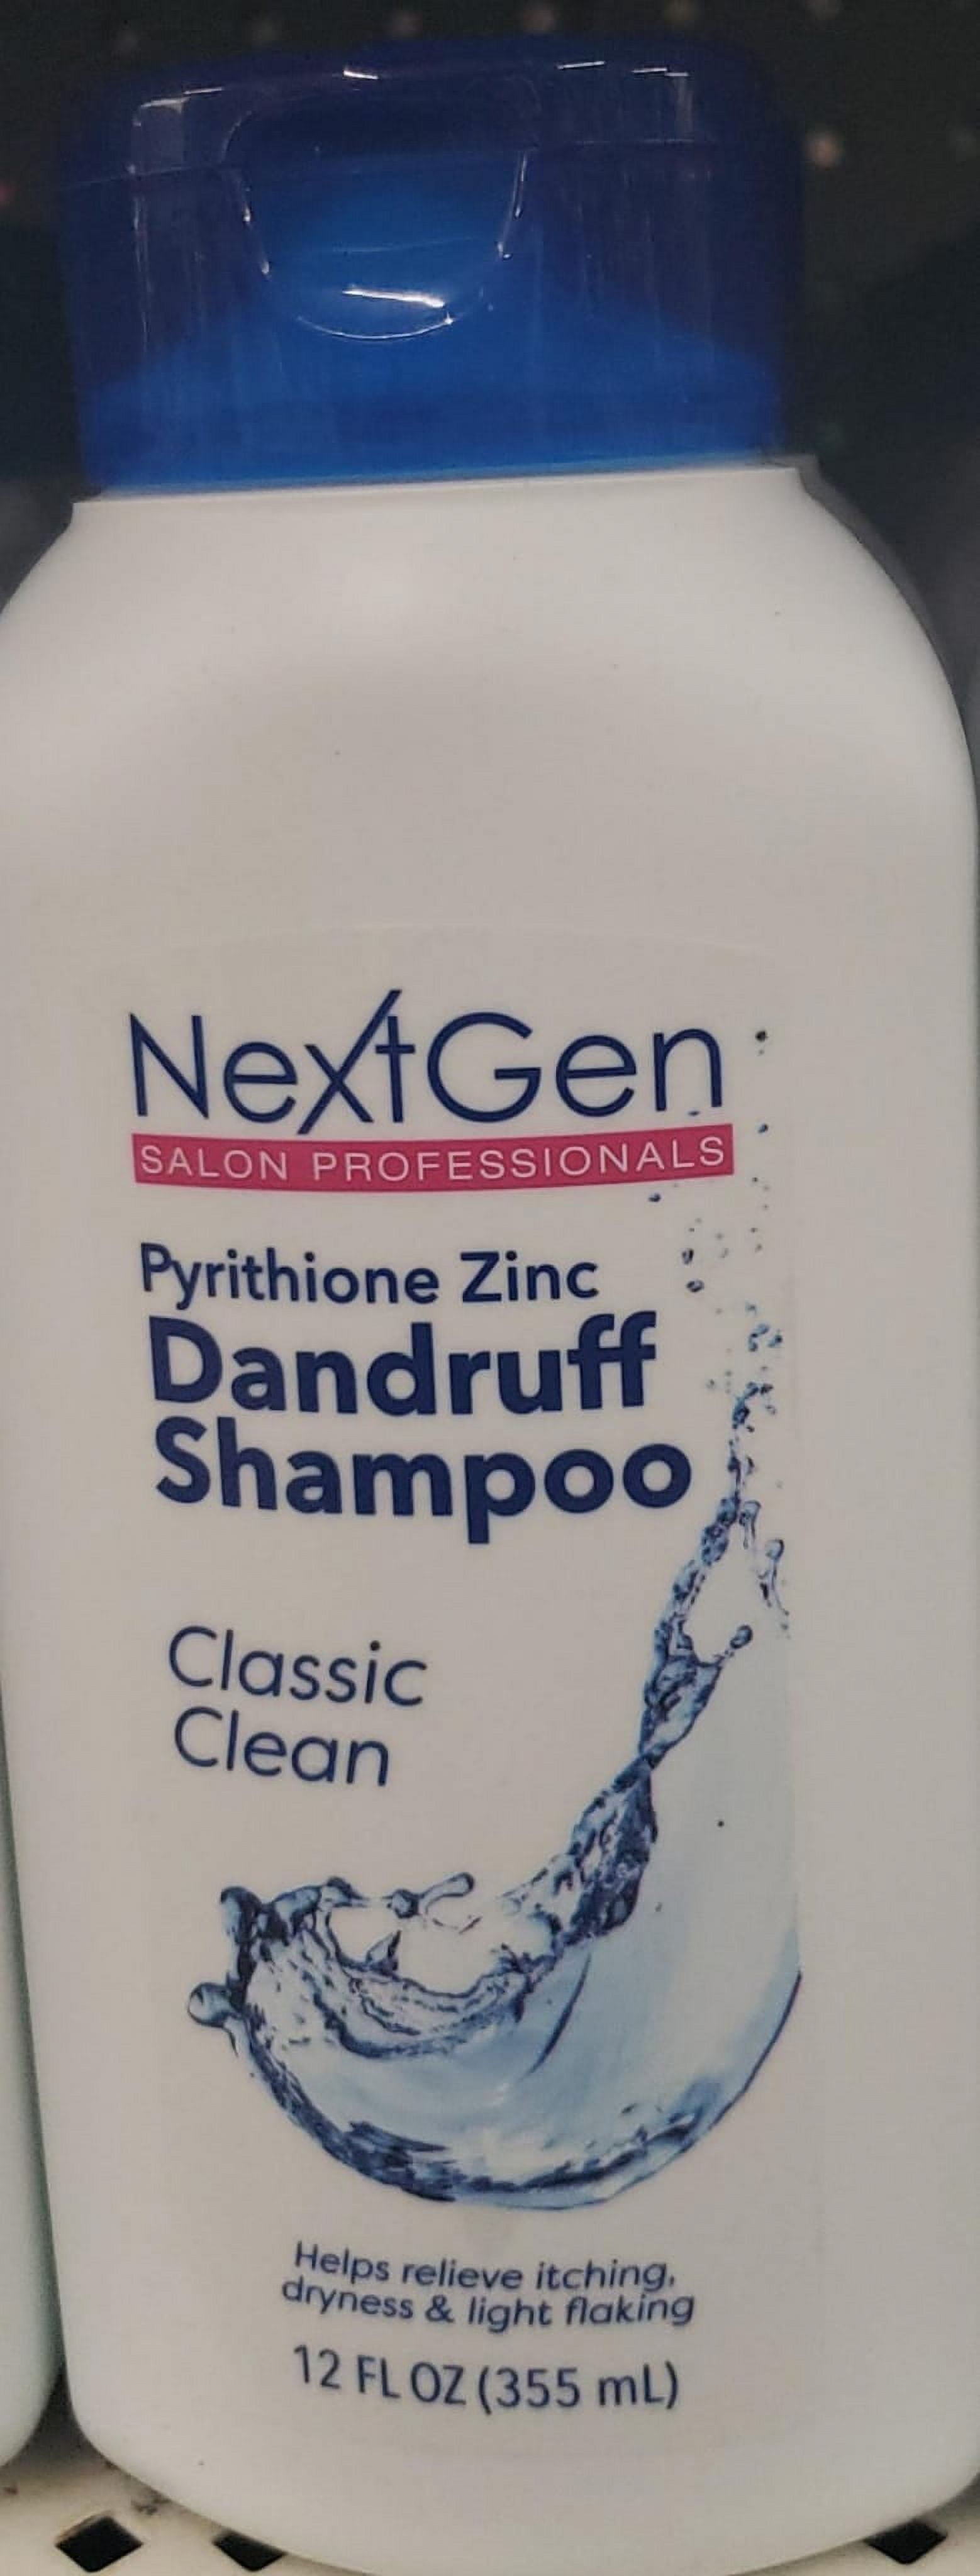 NextGen
SALON PROFESSIONALS
Pyrithione Zinc
Dandruff
Shampoo
Classic
Clean
Helps relieve itching,
dryness & light flaking
12 FL OZ (355 mL)